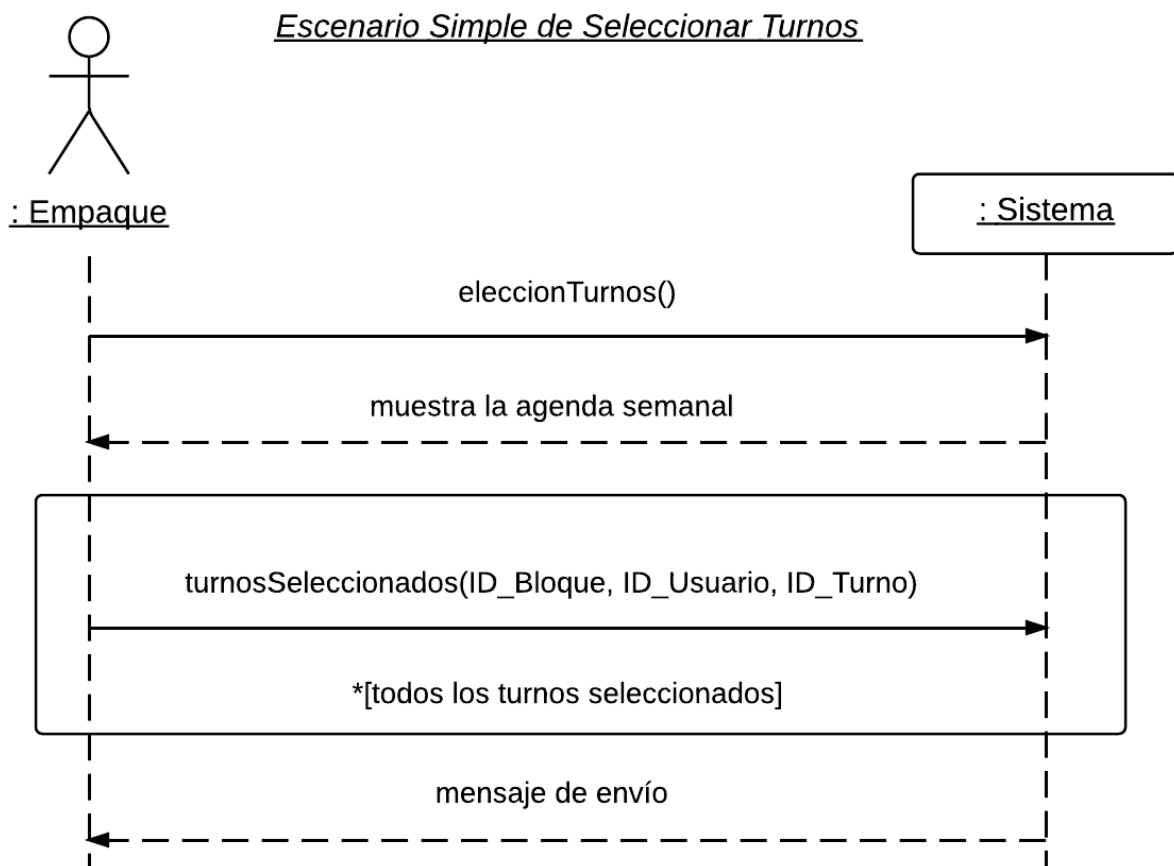 Escenario Simple de Seleccionar Turnos
: Empaque
: Sistema
eleccionTurnos()
muestra la agenda semanal
turnosSeleccionados(ID_Bloque, ID_Usuario, ID_Turno)
*[todos los turnos seleccionados]
mensaje de envío